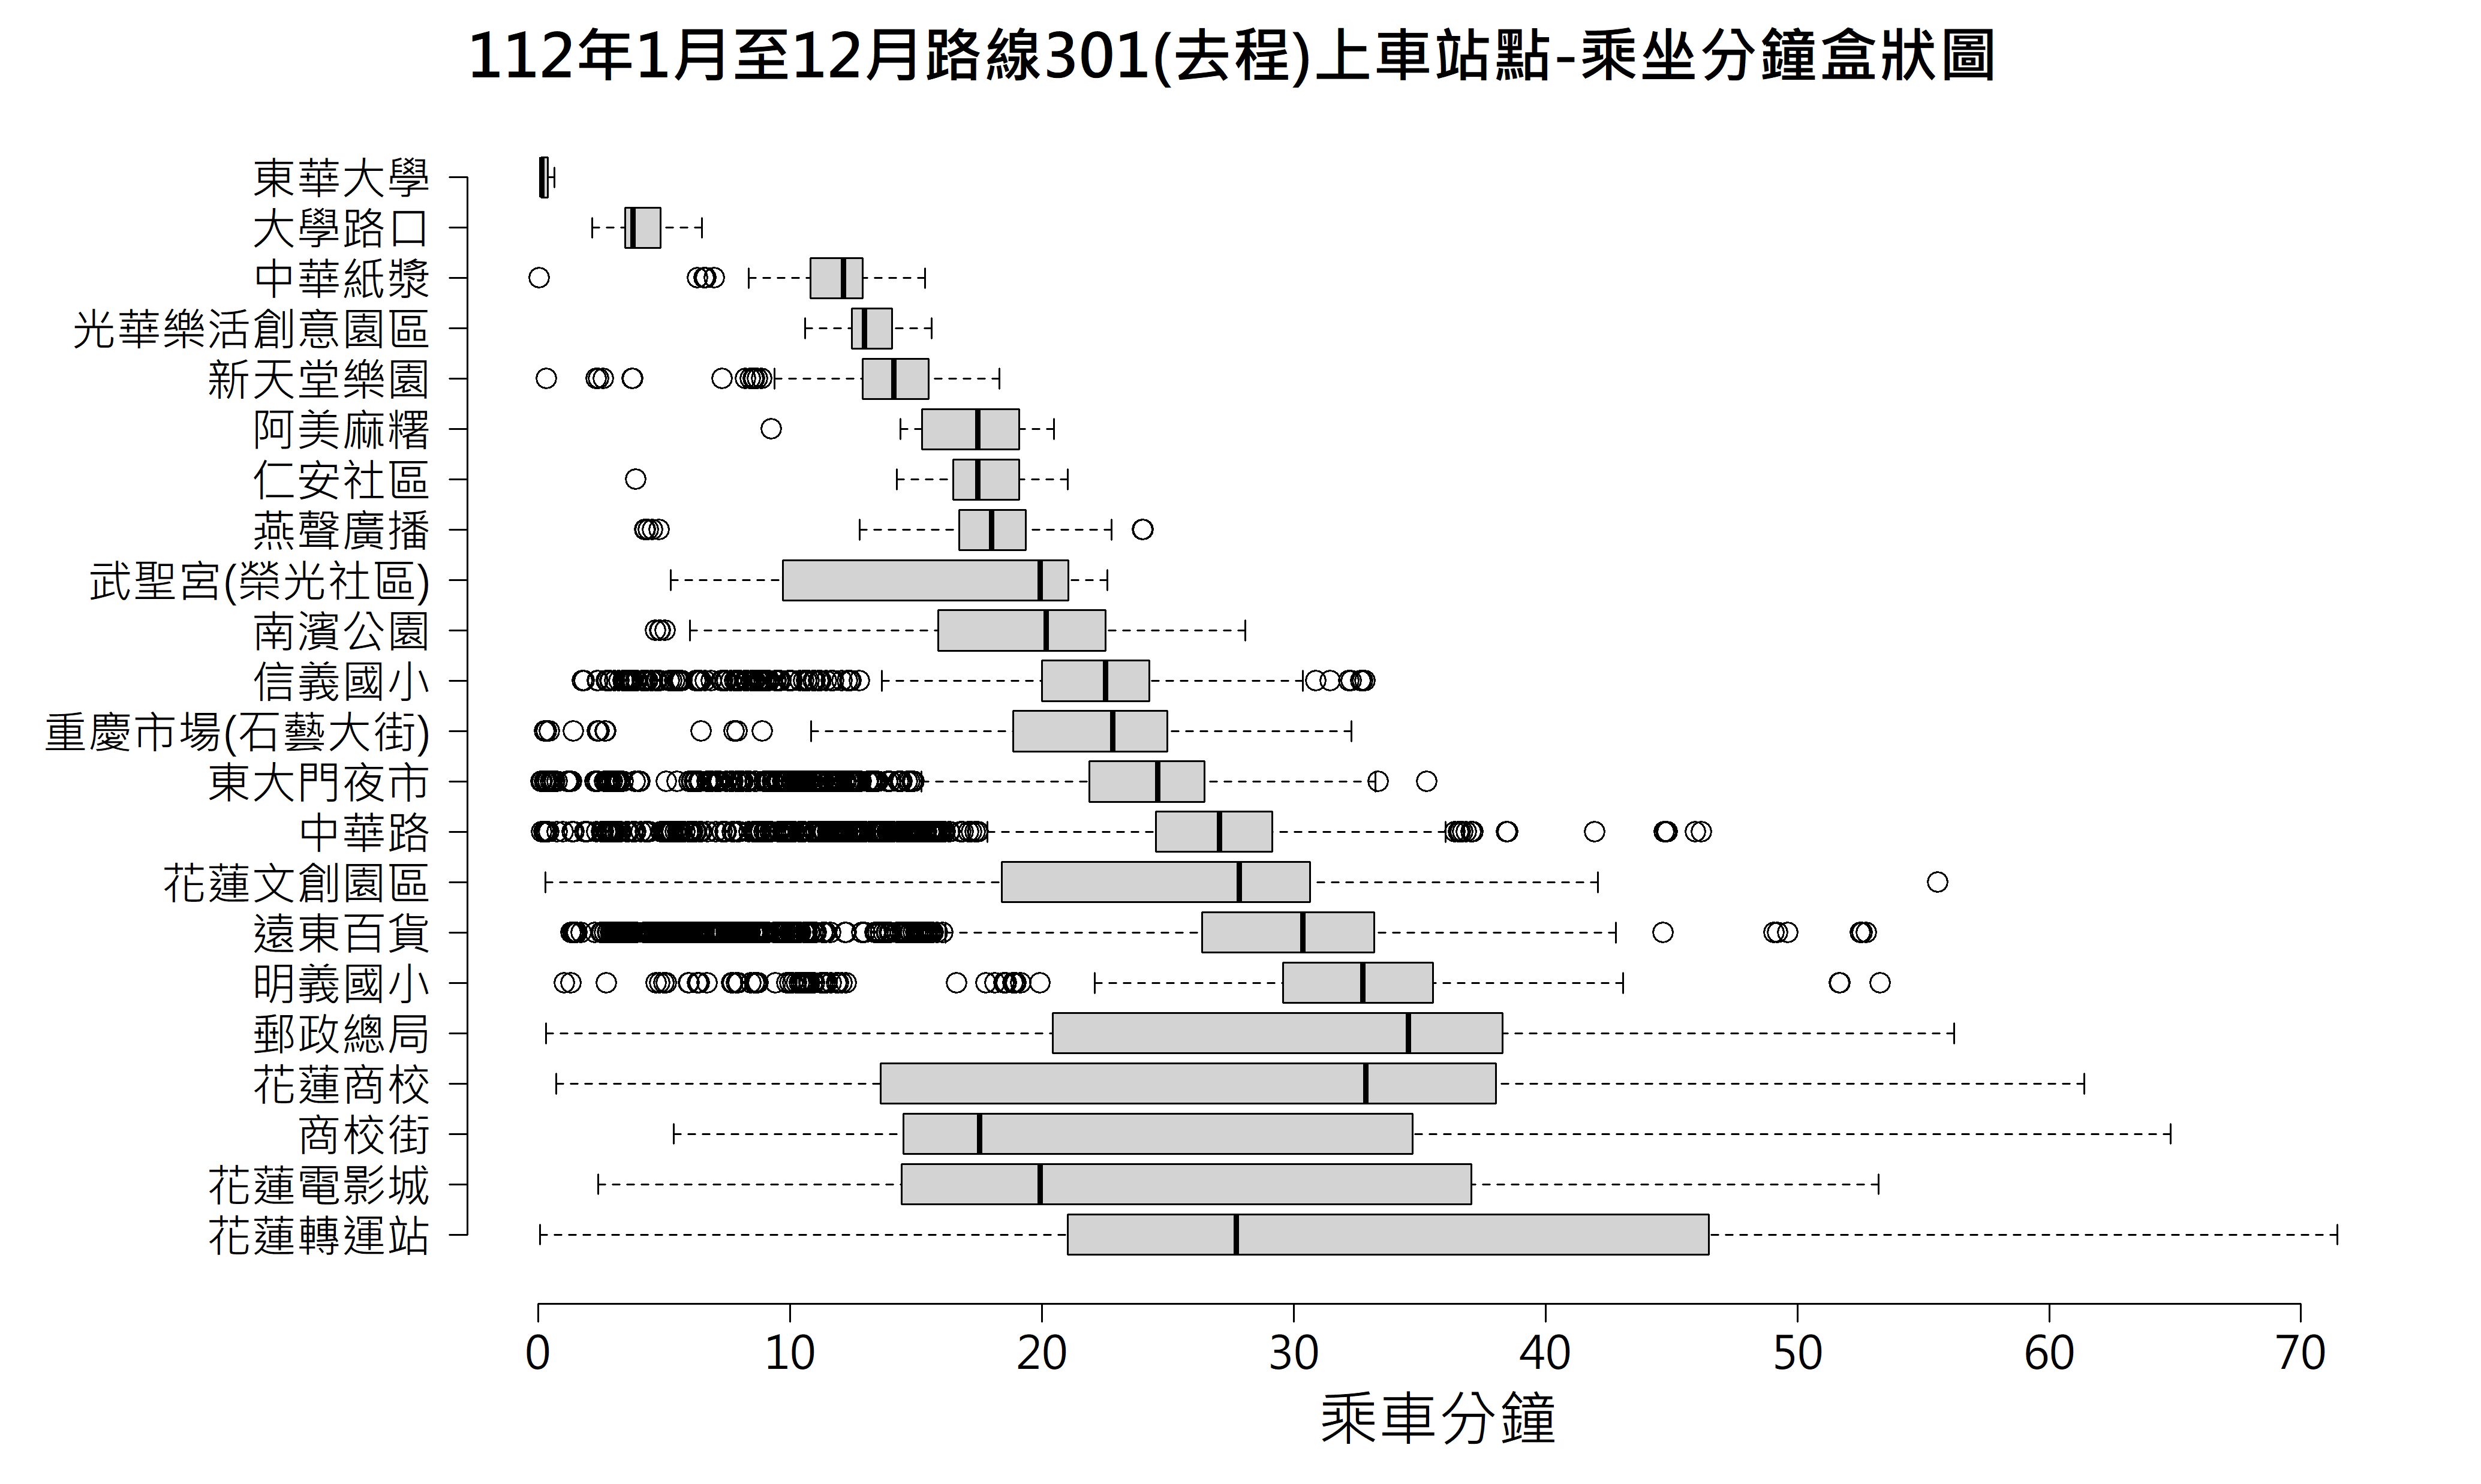 112年1月至12月路線301(去程)上車站點-乘坐分鐘盒狀圖
東華大學
大學路口
中華紙漿
光華樂活創意園區
新天堂樂園
阿美麻糬
仁安社區
燕聲廣播
武聖宮(榮光社區)
南濱公園
信義國小
重慶市場(石藝大街)
東大門夜市
中華路
花蓮文創園區
遠東百貨
明義國小
郵政總局
花蓮商校
商校街
花蓮電影城
花蓮轉運站
0 10 20 30 40 50 60 70
乘車分鐘